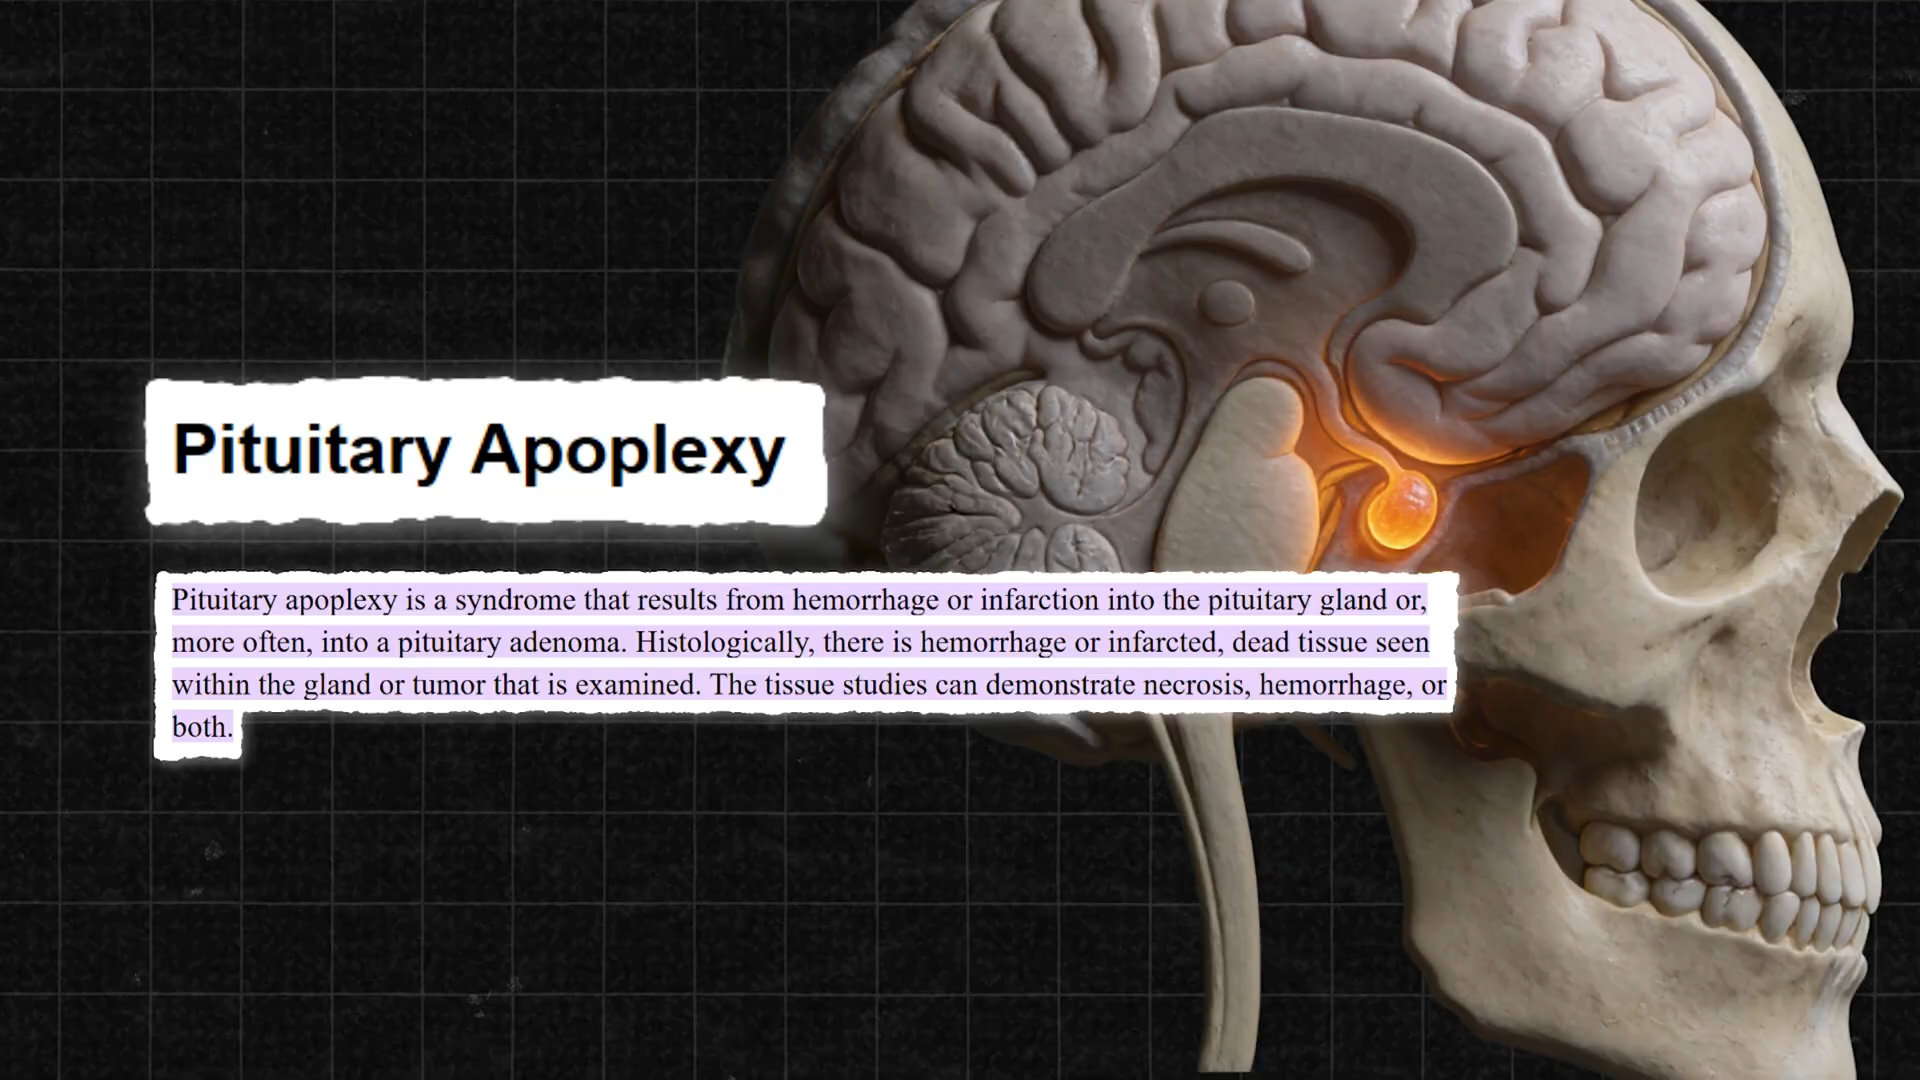 Pituitary Apoplexy
Pituitary apoplexy is a syndrome that results from hemorrhage or infarction into the pituitary gland or,
more often, into a pituitary adenoma. Histologically, there is hemorrhage or infarcted, dead tissue seen
within the gland or tumor that is examined. The tissue studies can demonstrate necrosis, hemorrhage, or
both.